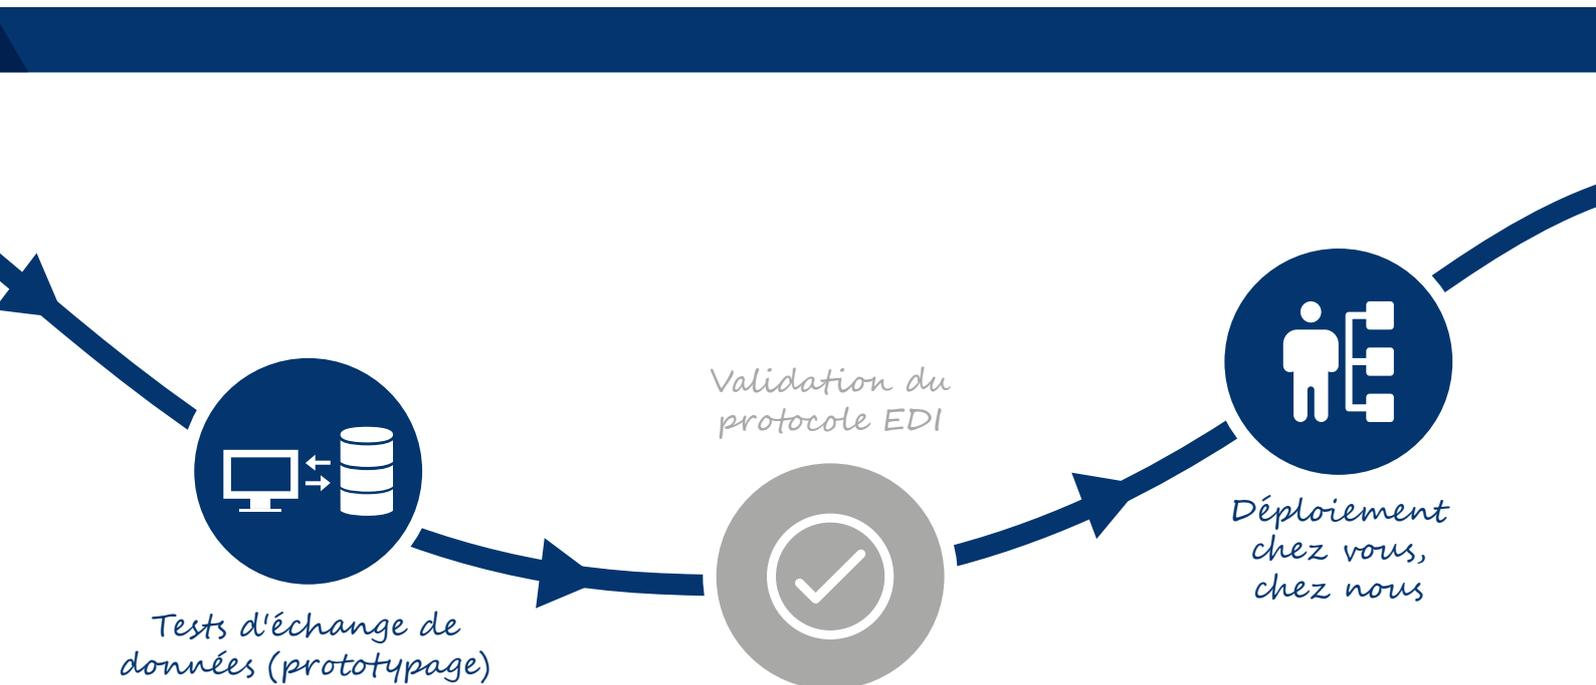 Validation du
protocole EDI
Déploiement
chez vous,
chez nous
Tests d'échange de
données (prototypage)